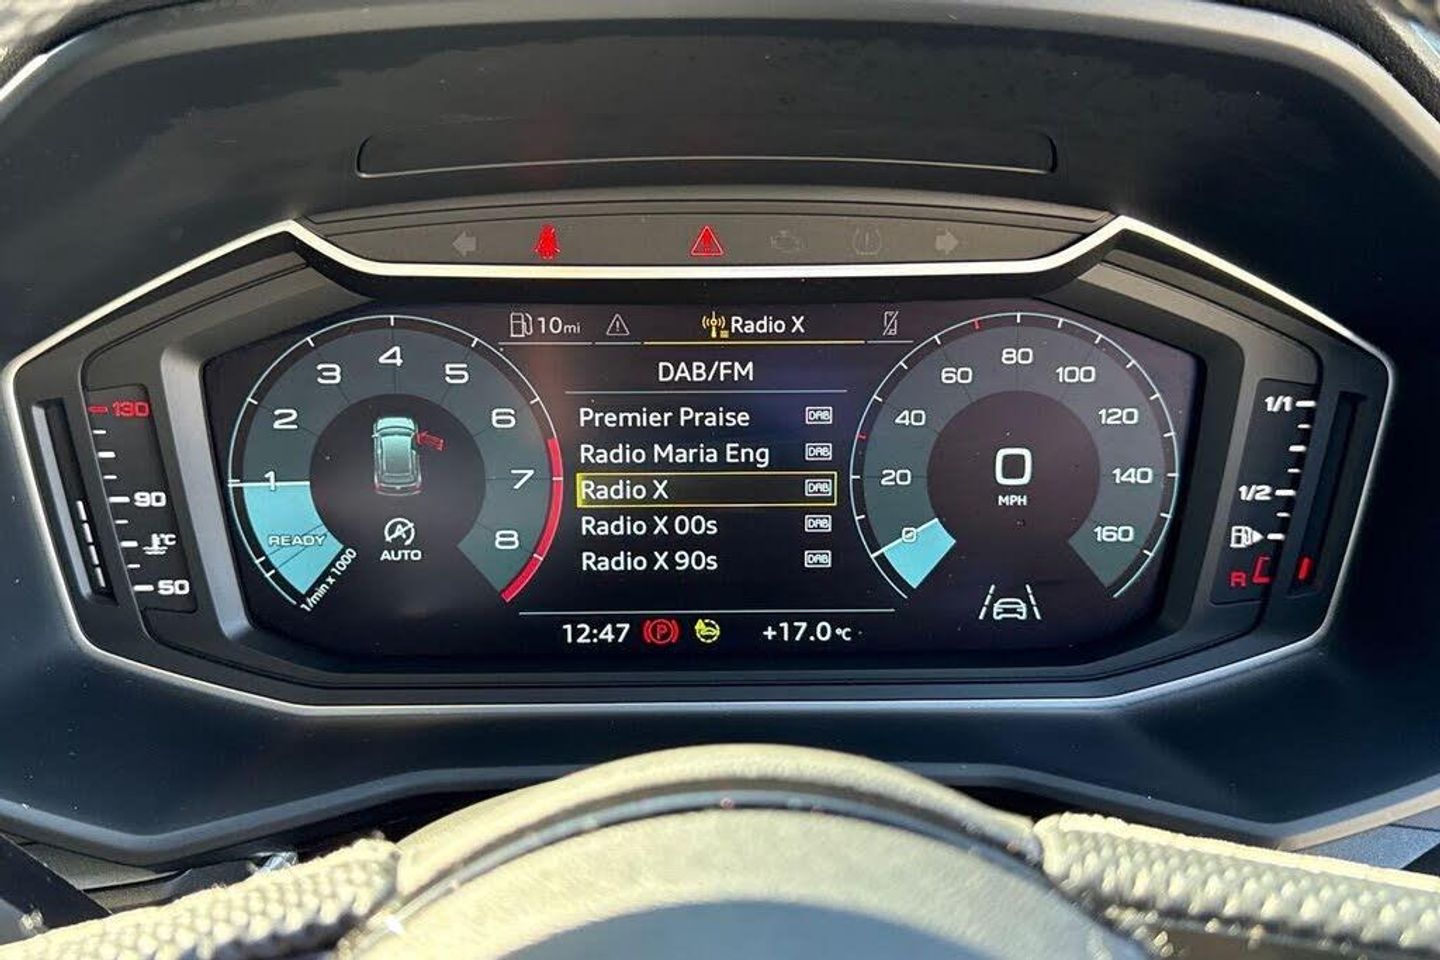 10mi
Radio X
DAB/FM
Premier Praise DAB
Radio Maria Eng DAB
Radio X DAB
Radio X 00s DAB
Radio X 90s DAB
12:47 P +17.0°C
1 2 3 4 5 6 7 8
READY
1/min x 1000
A
AUTO
0 20 40 60 80 100 120 140 160
0
MPH
130
90
°C
50
1/1
1/2
R